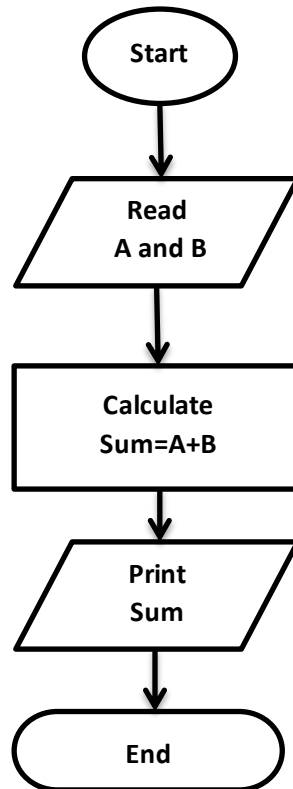 Start
Read
A and B
Calculate
Sum=A+B
Print
Sum
End